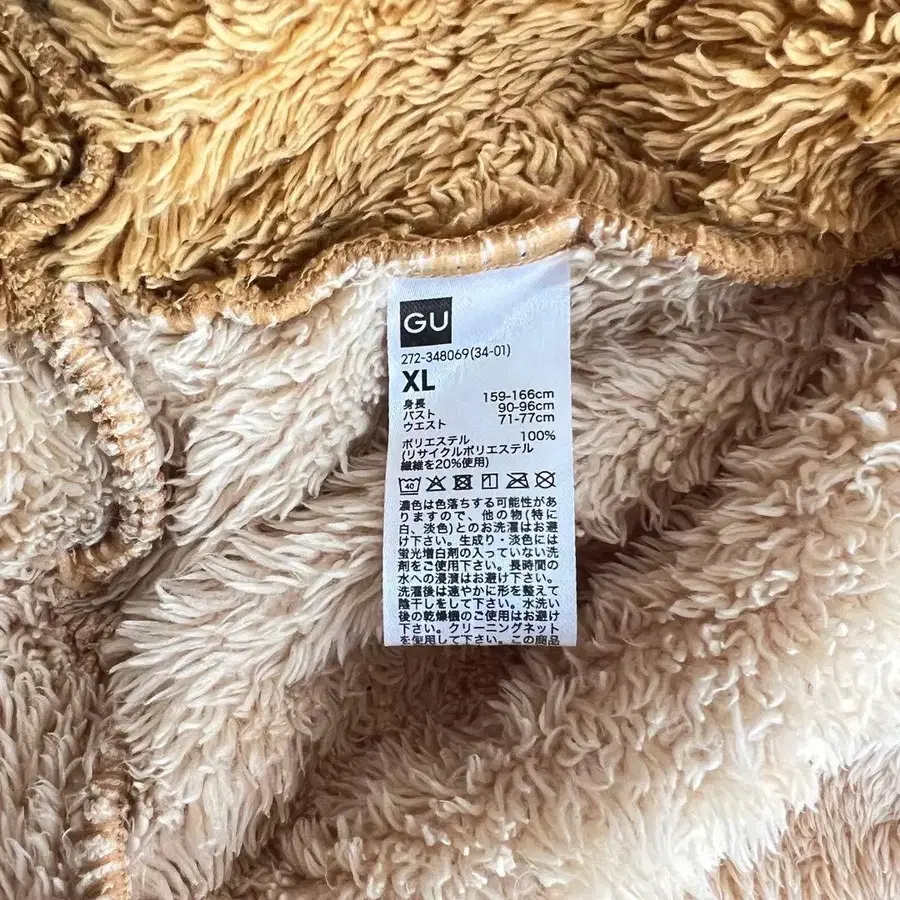 GU
272-348069(34-01)
XL
身長 159-166cm
バスト 90-96cm
ウエスト 71-77cm
ポリエステル 100%
(リサイクルポリエステル
繊維を20%使用)
40
濃色は色落ちする可能性があ
りますので、他の物(特に
白、淡色)とのお洗濯はお避
け下さい。生成り・淡色には
蛍光増白剤の入っていない洗
剤をご使用下さい。長時間の
水への浸漬はお避け下さい。
洗濯後は速やかに形を整えて
陰干しをして下さい。水洗い
後の乾燥機のご使用はお避け
下さい。クリーニングネット
を使用して下さい。この商品